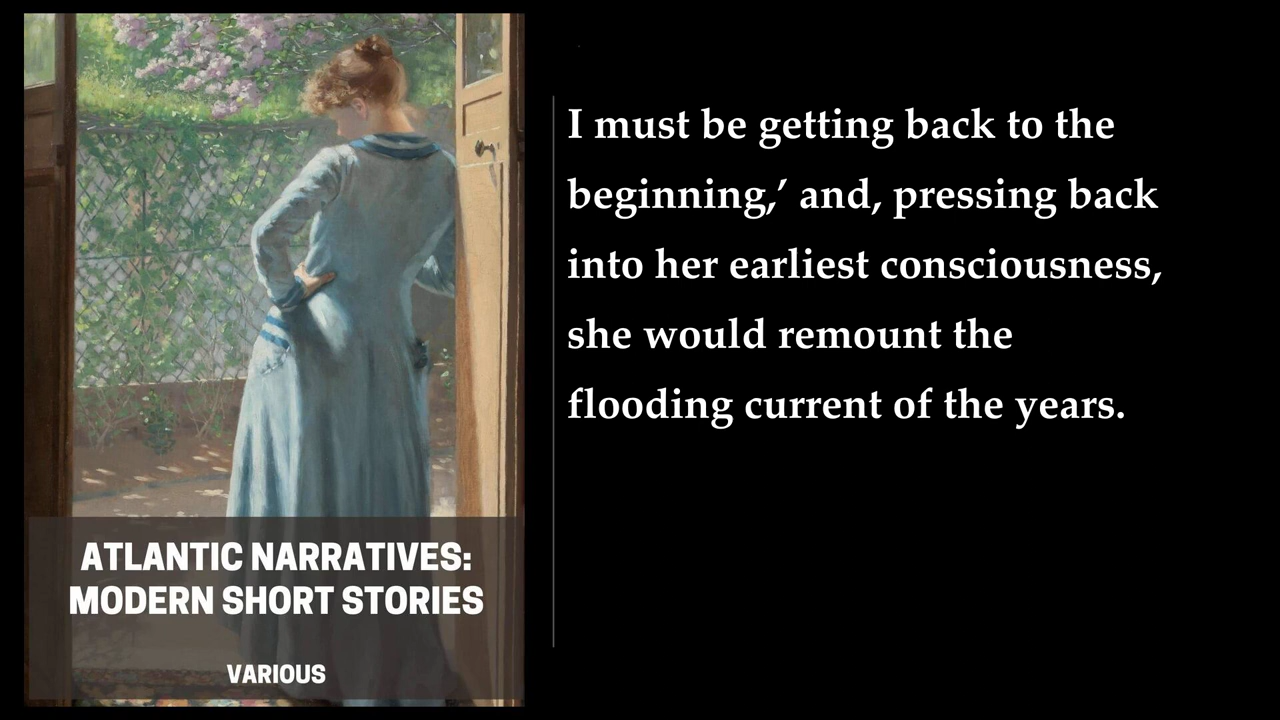 I must be getting back to the
beginning,’ and, pressing back
into her earliest consciousness,
she would remount the
flooding current of the years.
ATLANTIC NARRATIVES:
MODERN SHORT STORIES
VARIOUS